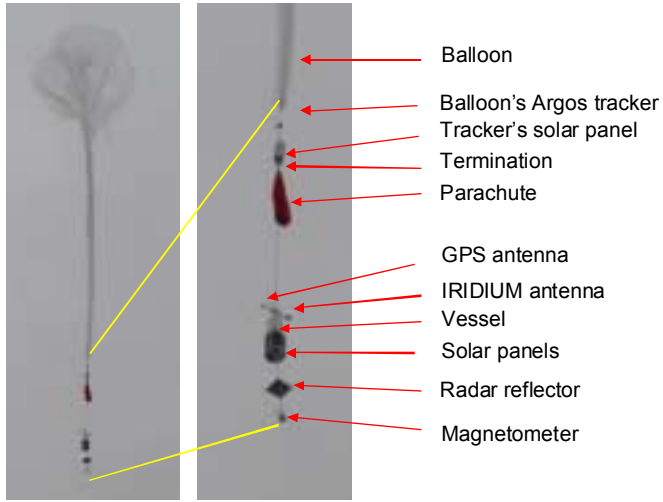 Balloon
Balloon's Argos tracker
Tracker's solar panel
Termination
Parachute
GPS antenna
IRIDIUM antenna
Vessel
Solar panels
Radar reflector
Magnetometer